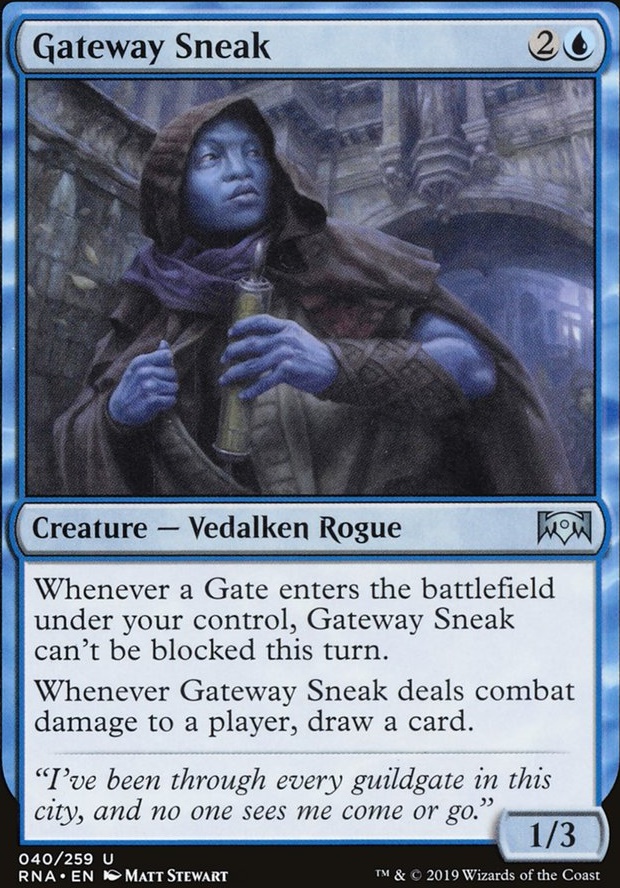 Gateway Sneak 2
Creature — Vedalken Rogue
Whenever a Gate enters the battlefield
under your control, Gateway Sneak
can't be blocked this turn.
Whenever Gateway Sneak deals combat
damage to a player, draw a card.
“I've been through every guildgate in this
city, and no one sees me come or go.”
1/3
040/259 U
RNA • EN Matt Stewart
™ & © 2019 Wizards of the Coast